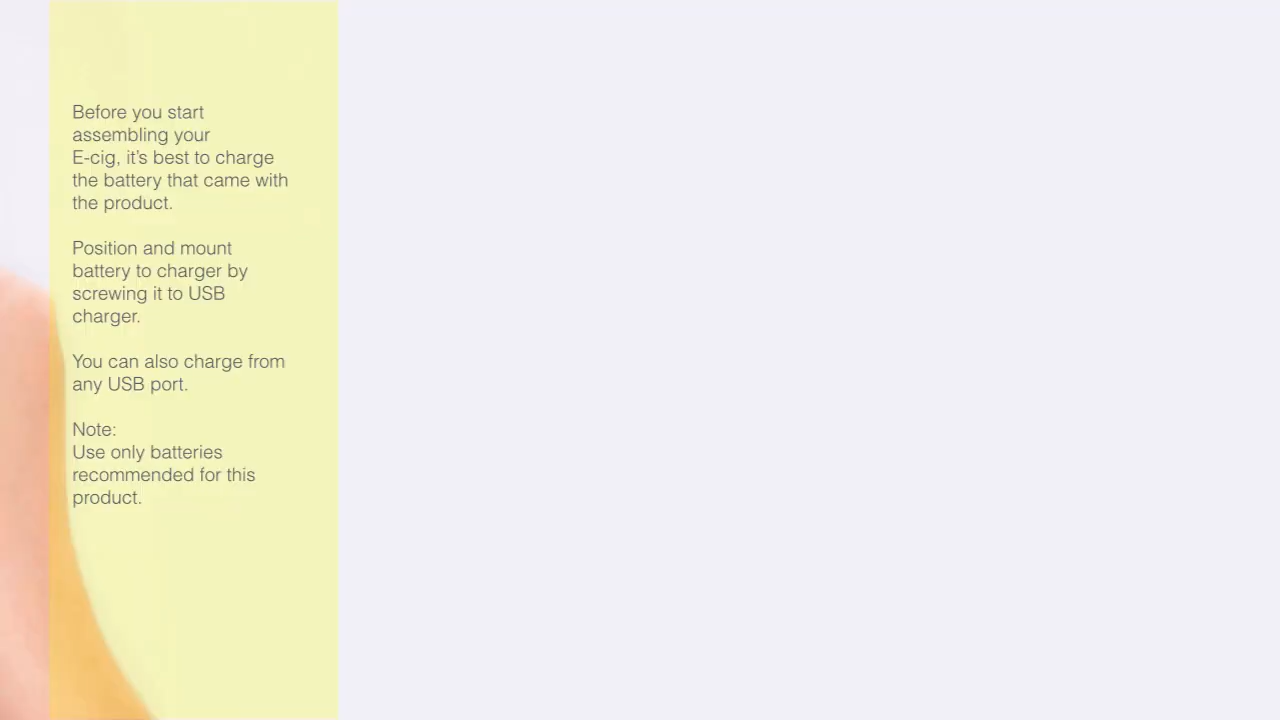 Before you start
assembling your
E-cig, it’s best to charge
the battery that came with
the product.
Position and mount
battery to charger by
screwing it to USB
charger.
You can also charge from
any USB port.
Note:
Use only batteries
recommended for this
product.